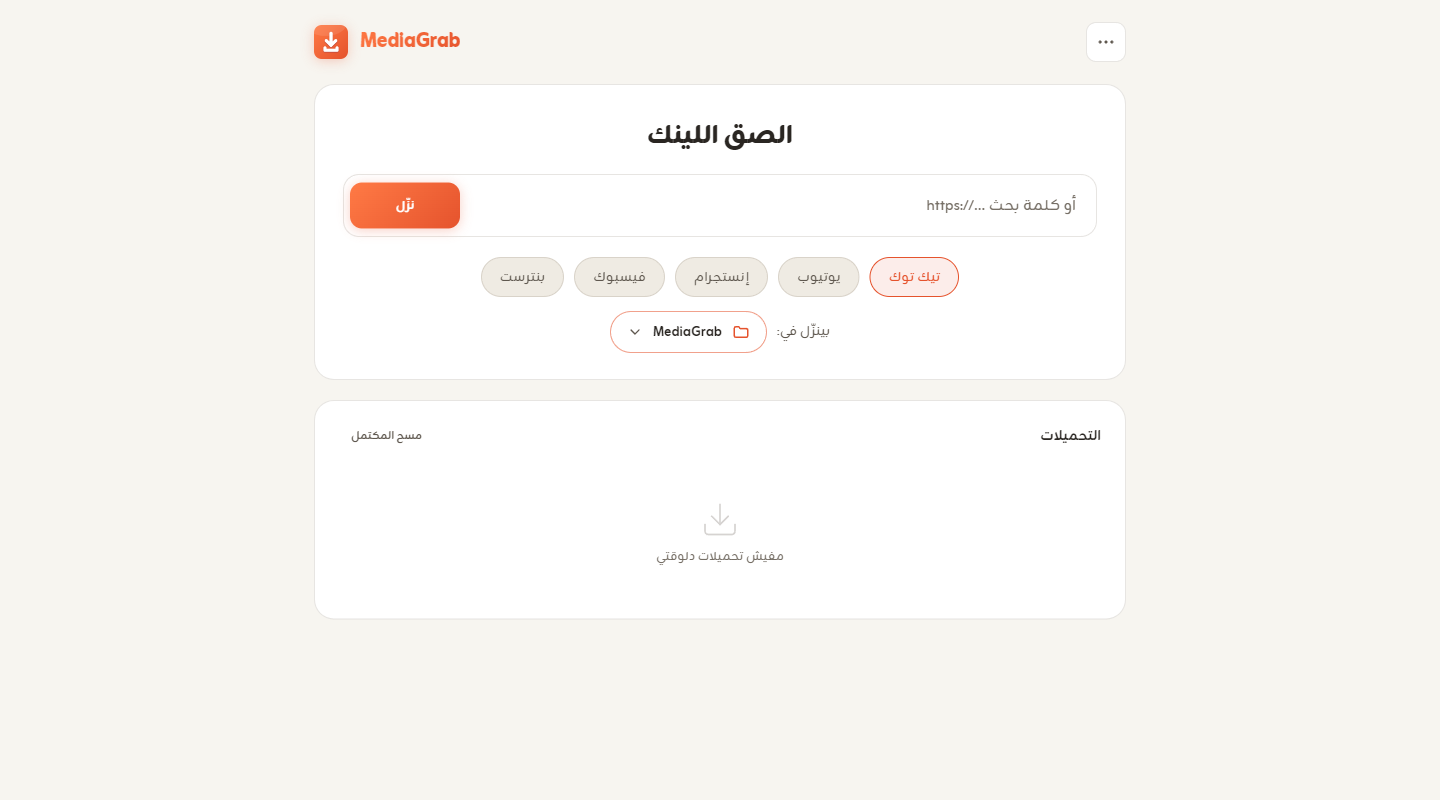 MediaGrab
الصق اللينك
أو كلمة بحث ...//:https
نزّل
تيك توك
يوتيوب
إنستجرام
فيسبوك
بنترست
بينزّل في:
MediaGrab
التحميلات
مسح المكتمل
مفيش تحميلات دلوقتي